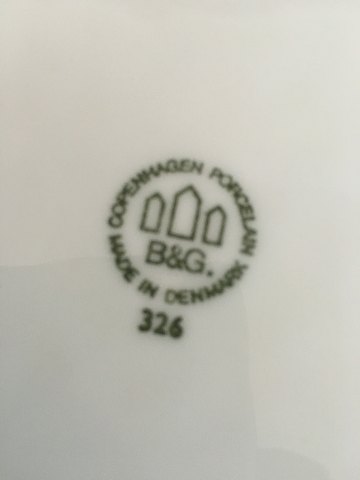 COPENHAGEN PORCELAIN
B&G.
MADE IN DENMARK
326